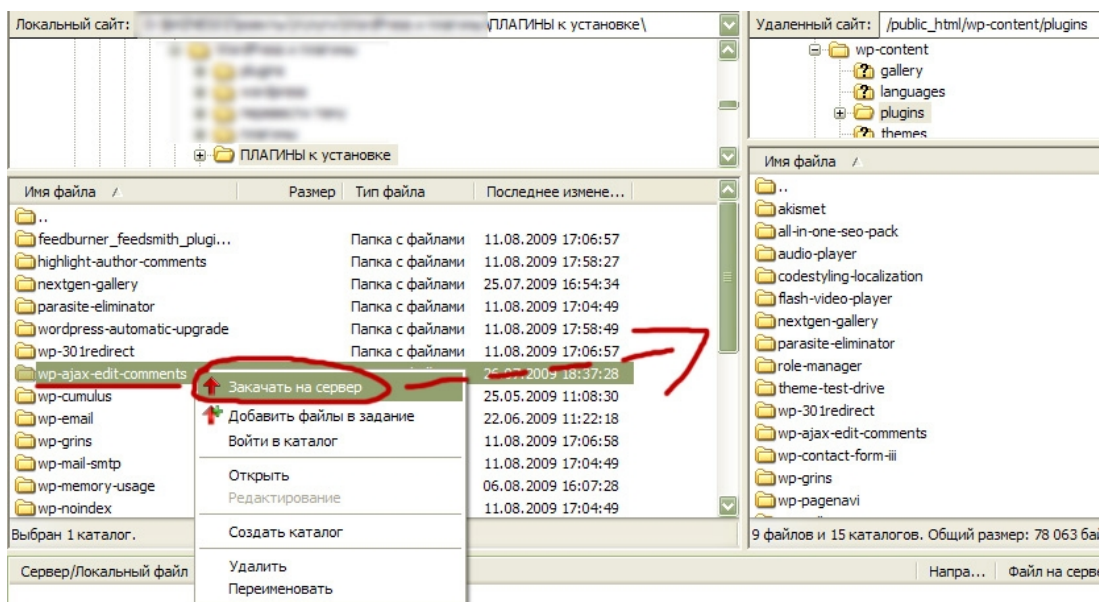 Локальный сайт: \ПЛАГИНЫ к установке\
ПЛАГИНЫ к установке
Имя файла Размер Тип файла Последнее измене...
..
feedburner_feedsmith_plugi... Папка с файлами 11.08.2009 17:06:57
highlight-author-comments Папка с файлами 11.08.2009 17:58:27
nextgen-gallery Папка с файлами 25.07.2009 16:54:34
parasite-eliminator Папка с файлами 11.08.2009 17:04:49
wordpress-automatic-upgrade Папка с файлами 11.08.2009 17:58:49
wp-301redirect Папка с файлами 11.08.2009 17:06:57
wp-ajax-edit-comments 26.07.2009 18:37:28
wp-cumulus 25.05.2009 11:08:30
wp-email 22.06.2009 11:22:18
wp-grins 11.08.2009 17:06:58
wp-mail-smtp 11.08.2009 17:04:49
wp-memory-usage 06.08.2009 16:07:28
wp-noindex 11.08.2009 17:04:49
Выбран 1 каталог.
Закачать на сервер
Добавить файлы в задание
Войти в каталог
Открыть
Редактирование
Создать каталог
Удалить
Переименовать
Удаленный сайт: /public_html/wp-content/plugins
wp-content
gallery
languages
plugins
themes
Имя файла
..
akismet
all-in-one-seo-pack
audio-player
codestyling-localization
flash-video-player
nextgen-gallery
parasite-eliminator
role-manager
theme-test-drive
wp-301redirect
wp-ajax-edit-comments
wp-contact-form-iii
wp-grins
wp-pagenavi
9 файлов и 15 каталогов. Общий размер: 78 063 бай
Сервер/Локальный файл Напра... Файл на серве